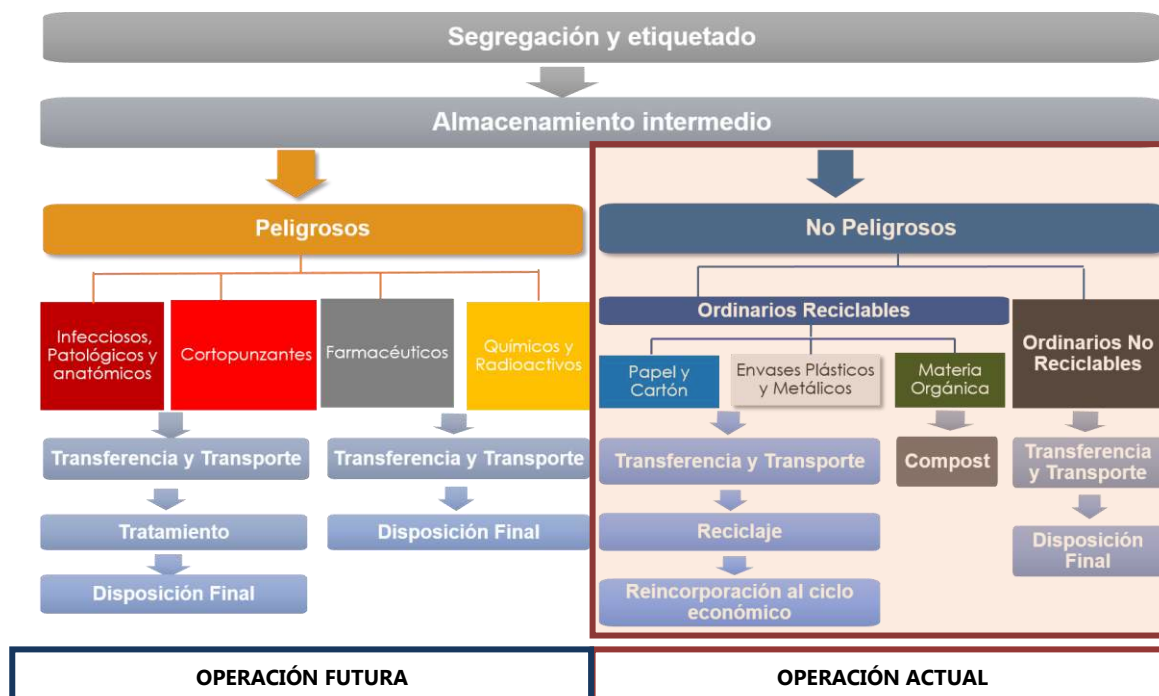 Segregación y etiquetado
Almacenamiento intermedio
Peligrosos
No Peligrosos
Infecciosos,
Patológicos y
anatómicos
Cortopunzantes
Farmacéuticos
Químicos y
Radioactivos
Ordinarios Reciclables
Papel y
Cartón
Envases Plásticos
y Metálicos
Materia
Orgánica
Ordinarios No
Reciclables
Transferencia y Transporte
Transferencia y Transporte
Transferencia y Transporte
Compost
Transferencia
y Transporte
Tratamiento
Disposición Final
Reciclaje
Disposición
Final
Disposición Final
Reincorporación al ciclo
económico
OPERACIÓN FUTURA
OPERACIÓN ACTUAL